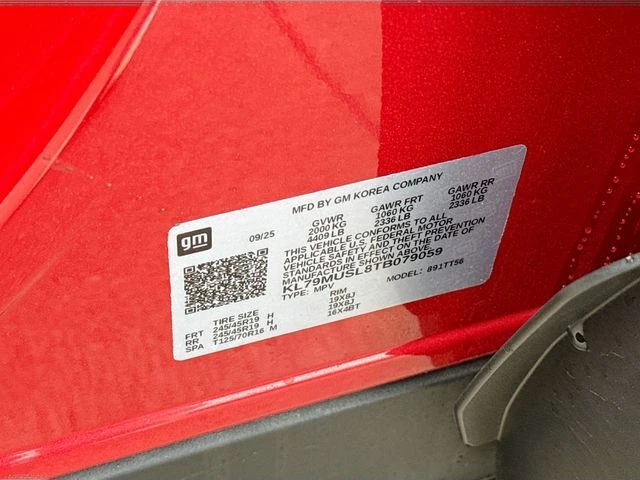 MFD BY GM KOREA COMPANY
gm
09/25
GVWR GAWR FRT GAWR RR
2000 KG 1060 KG 1060 KG
4409 LB 2336 LB 2336 LB
THIS VEHICLE CONFORMS TO ALL
APPLICABLE U.S. FEDERAL MOTOR
VEHICLE SAFETY AND THEFT PREVENTION
STANDARDS IN EFFECT ON THE DATE OF
MANUFACTURE SHOWN ABOVE.
KL79MU5L8TB079059
TYPE: MPV MODEL: 891TT56
TIRE SIZE RIM
FRT 245/45R19 H 19X8J
RR 245/45R19 H 19X8J
SPA T125/70R16 M 16X4BT